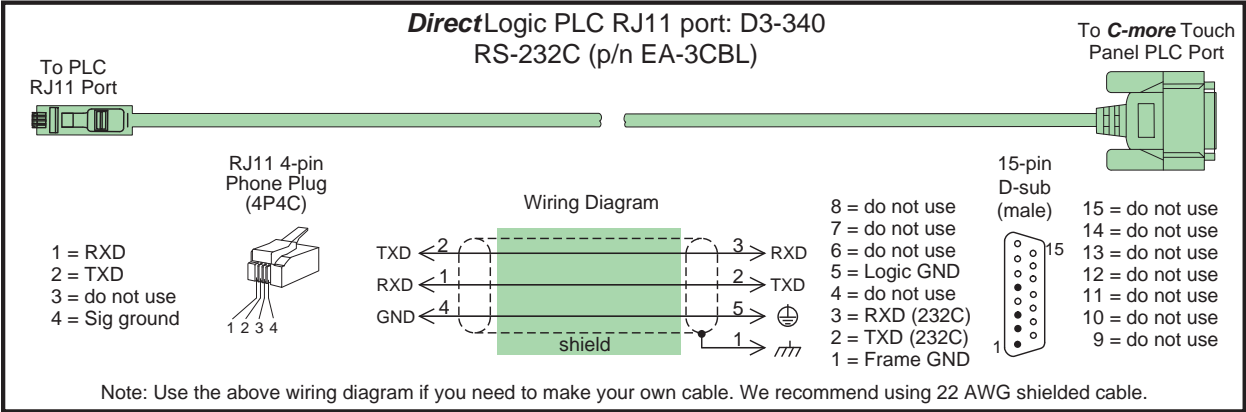 DirectLogic PLC RJ11 port: D3-340
RS-232C (p/n EA-3CBL)
To PLC
RJ11 Port
To C-more Touch
Panel PLC Port
RJ11 4-pin
Phone Plug
(4P4C)
1 = RXD
2 = TXD
3 = do not use
4 = Sig ground
1 2 3 4
Wiring Diagram
TXD 2 3 RXD
RXD 1 2 TXD
GND 4 5
1
shield
8 = do not use
7 = do not use
6 = do not use
5 = Logic GND
4 = do not use
3 = RXD (232C)
2 = TXD (232C)
1 = Frame GND
15-pin
D-sub
(male)
15
1
15 = do not use
14 = do not use
13 = do not use
12 = do not use
11 = do not use
10 = do not use
9 = do not use
Note: Use the above wiring diagram if you need to make your own cable. We recommend using 22 AWG shielded cable.